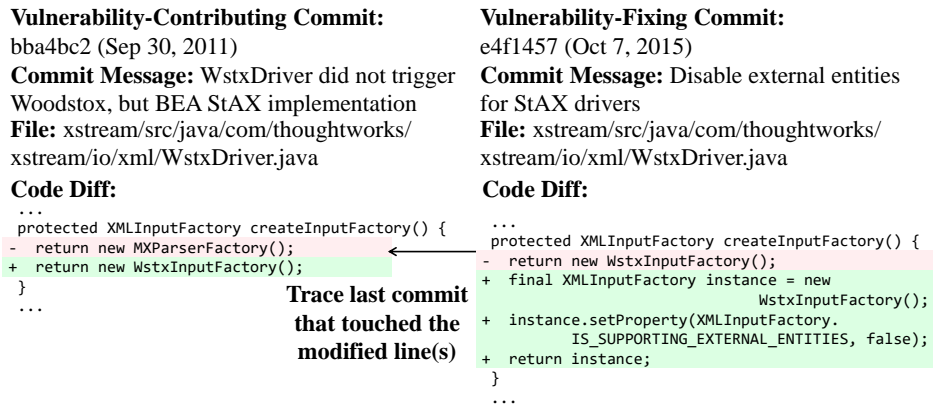 Vulnerability-Contributing Commit:
bba4bc2 (Sep 30, 2011)
Commit Message: WstxDriver did not trigger
Woodstox, but BEA StAX implementation
File: xstream/src/java/com/thoughtworks/
xstream/io/xml/WstxDriver.java
Code Diff:
...
protected XMLInputFactory createInputFactory() {
-   return new MXParserFactory();
+   return new WstxInputFactory();
}
...
Trace last commit
that touched the
modified line(s)
Vulnerability-Fixing Commit:
e4f1457 (Oct 7, 2015)
Commit Message: Disable external entities
for StAX drivers
File: xstream/src/java/com/thoughtworks/
xstream/io/xml/WstxDriver.java
Code Diff:
...
protected XMLInputFactory createInputFactory() {
-   return new WstxInputFactory();
+   final XMLInputFactory instance = new
WstxInputFactory();
+   instance.setProperty(XMLInputFactory.
IS_SUPPORTING_EXTERNAL_ENTITIES, false);
+   return instance;
}
...